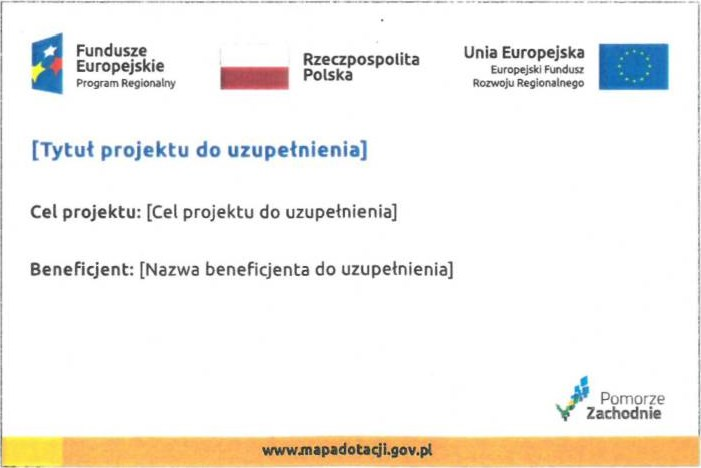 Fundusze
Europejskie
Program Regionalny
Rzeczpospolita
Polska
Unia Europejska
Europejski Fundusz
Rozwoju Regionalnego
[Tytuł projektu do uzupełnienia]
Cel projektu: [Cel projektu do uzupełnienia]
Beneficjent: [Nazwa beneficjenta do uzupełnienia]
Pomorze
Zachodnie
www.mapadotacji.gov.pl